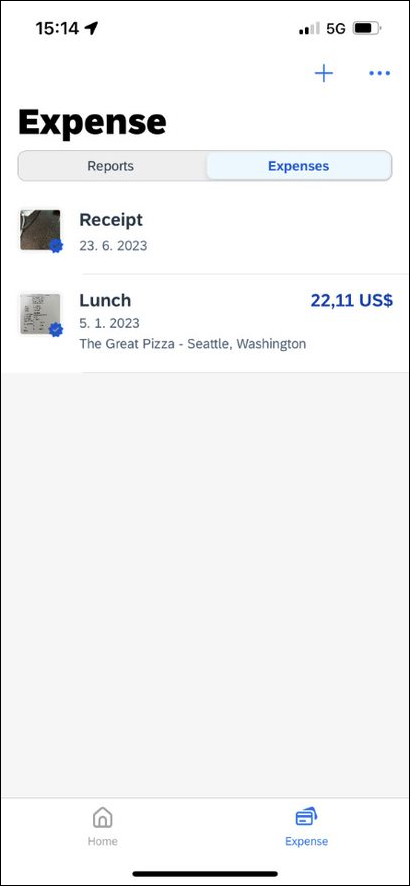 15:14
5G
Expense
Reports
Expenses
Receipt
23. 6. 2023
Lunch
22,11 US$
5. 1. 2023
The Great Pizza - Seattle, Washington
Home
Expense